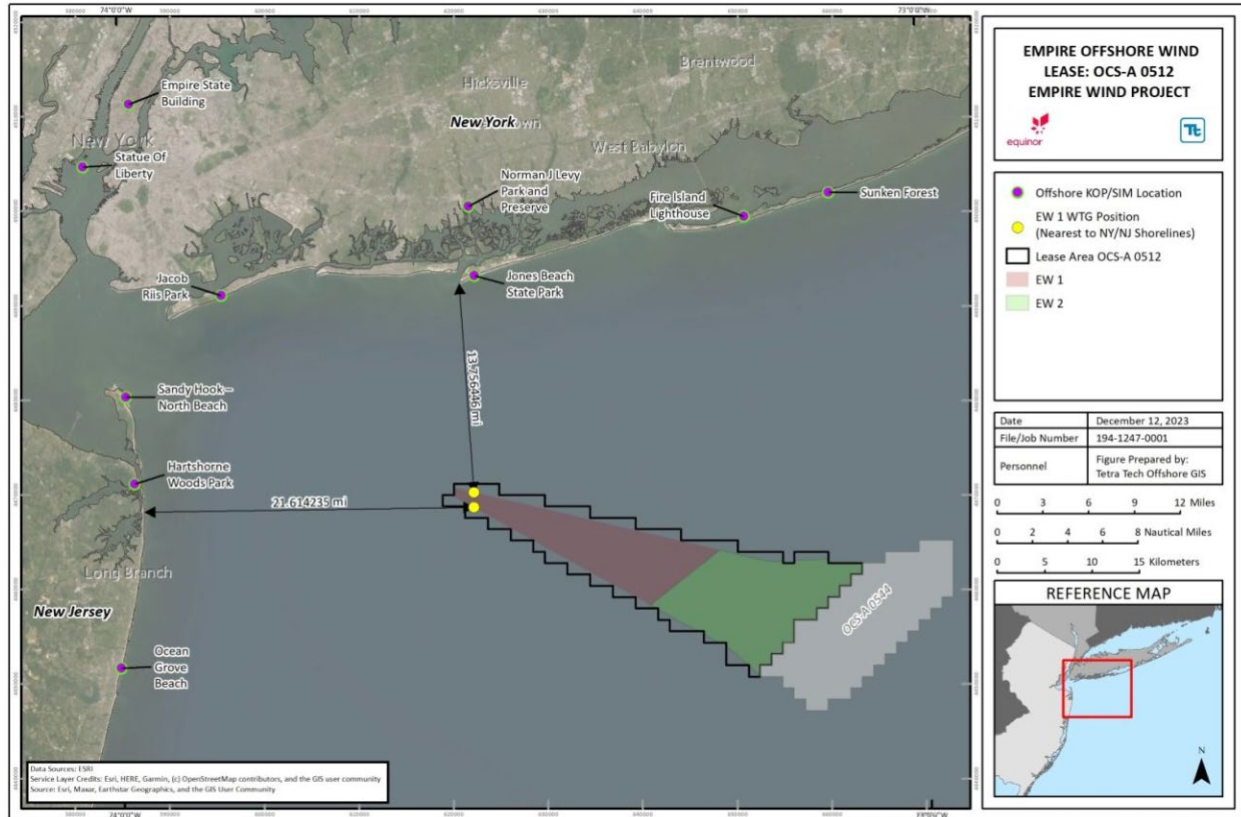 74°0'0"W
73°0'0"W
Empire State
Building
New York
Statue Of
Liberty
Hicksville
New York
Brentwood
West Babylon
Norman J Levy
Park and
Preserve
Fire Island
Lighthouse
Sunken Forest
Jacob
Riis Park
Jones Beach
State Park
13.756446 mi
Sandy Hook –
North Beach
Hartshorne
Woods Park
21.614235 mi
Long Branch
New Jersey
Ocean
Grove
Beach
OCS-A 0544
Data Sources: ESRI
Service Layer Credits: Esri, HERE, Garmin, (c) OpenStreetMap contributors, and the GIS user community
Source: Esri, Maxar, Earthstar Geographics, and the GIS User Community
74°0'0"W
EMPIRE OFFSHORE WIND
LEASE: OCS-A 0512
EMPIRE WIND PROJECT
equinor
Tt
Offshore KOP/SIM Location
EW 1 WTG Position
(Nearest to NY/NJ Shorelines)
Lease Area OCS-A 0512
EW 1
EW 2
Date December 12, 2023
File/Job Number 194-1247-0001
Personnel Figure Prepared by:
Tetra Tech Offshore GIS
0 3 6 9 12 Miles
0 2 4 6 8 Nautical Miles
0 5 10 15 Kilometers
REFERENCE MAP
N